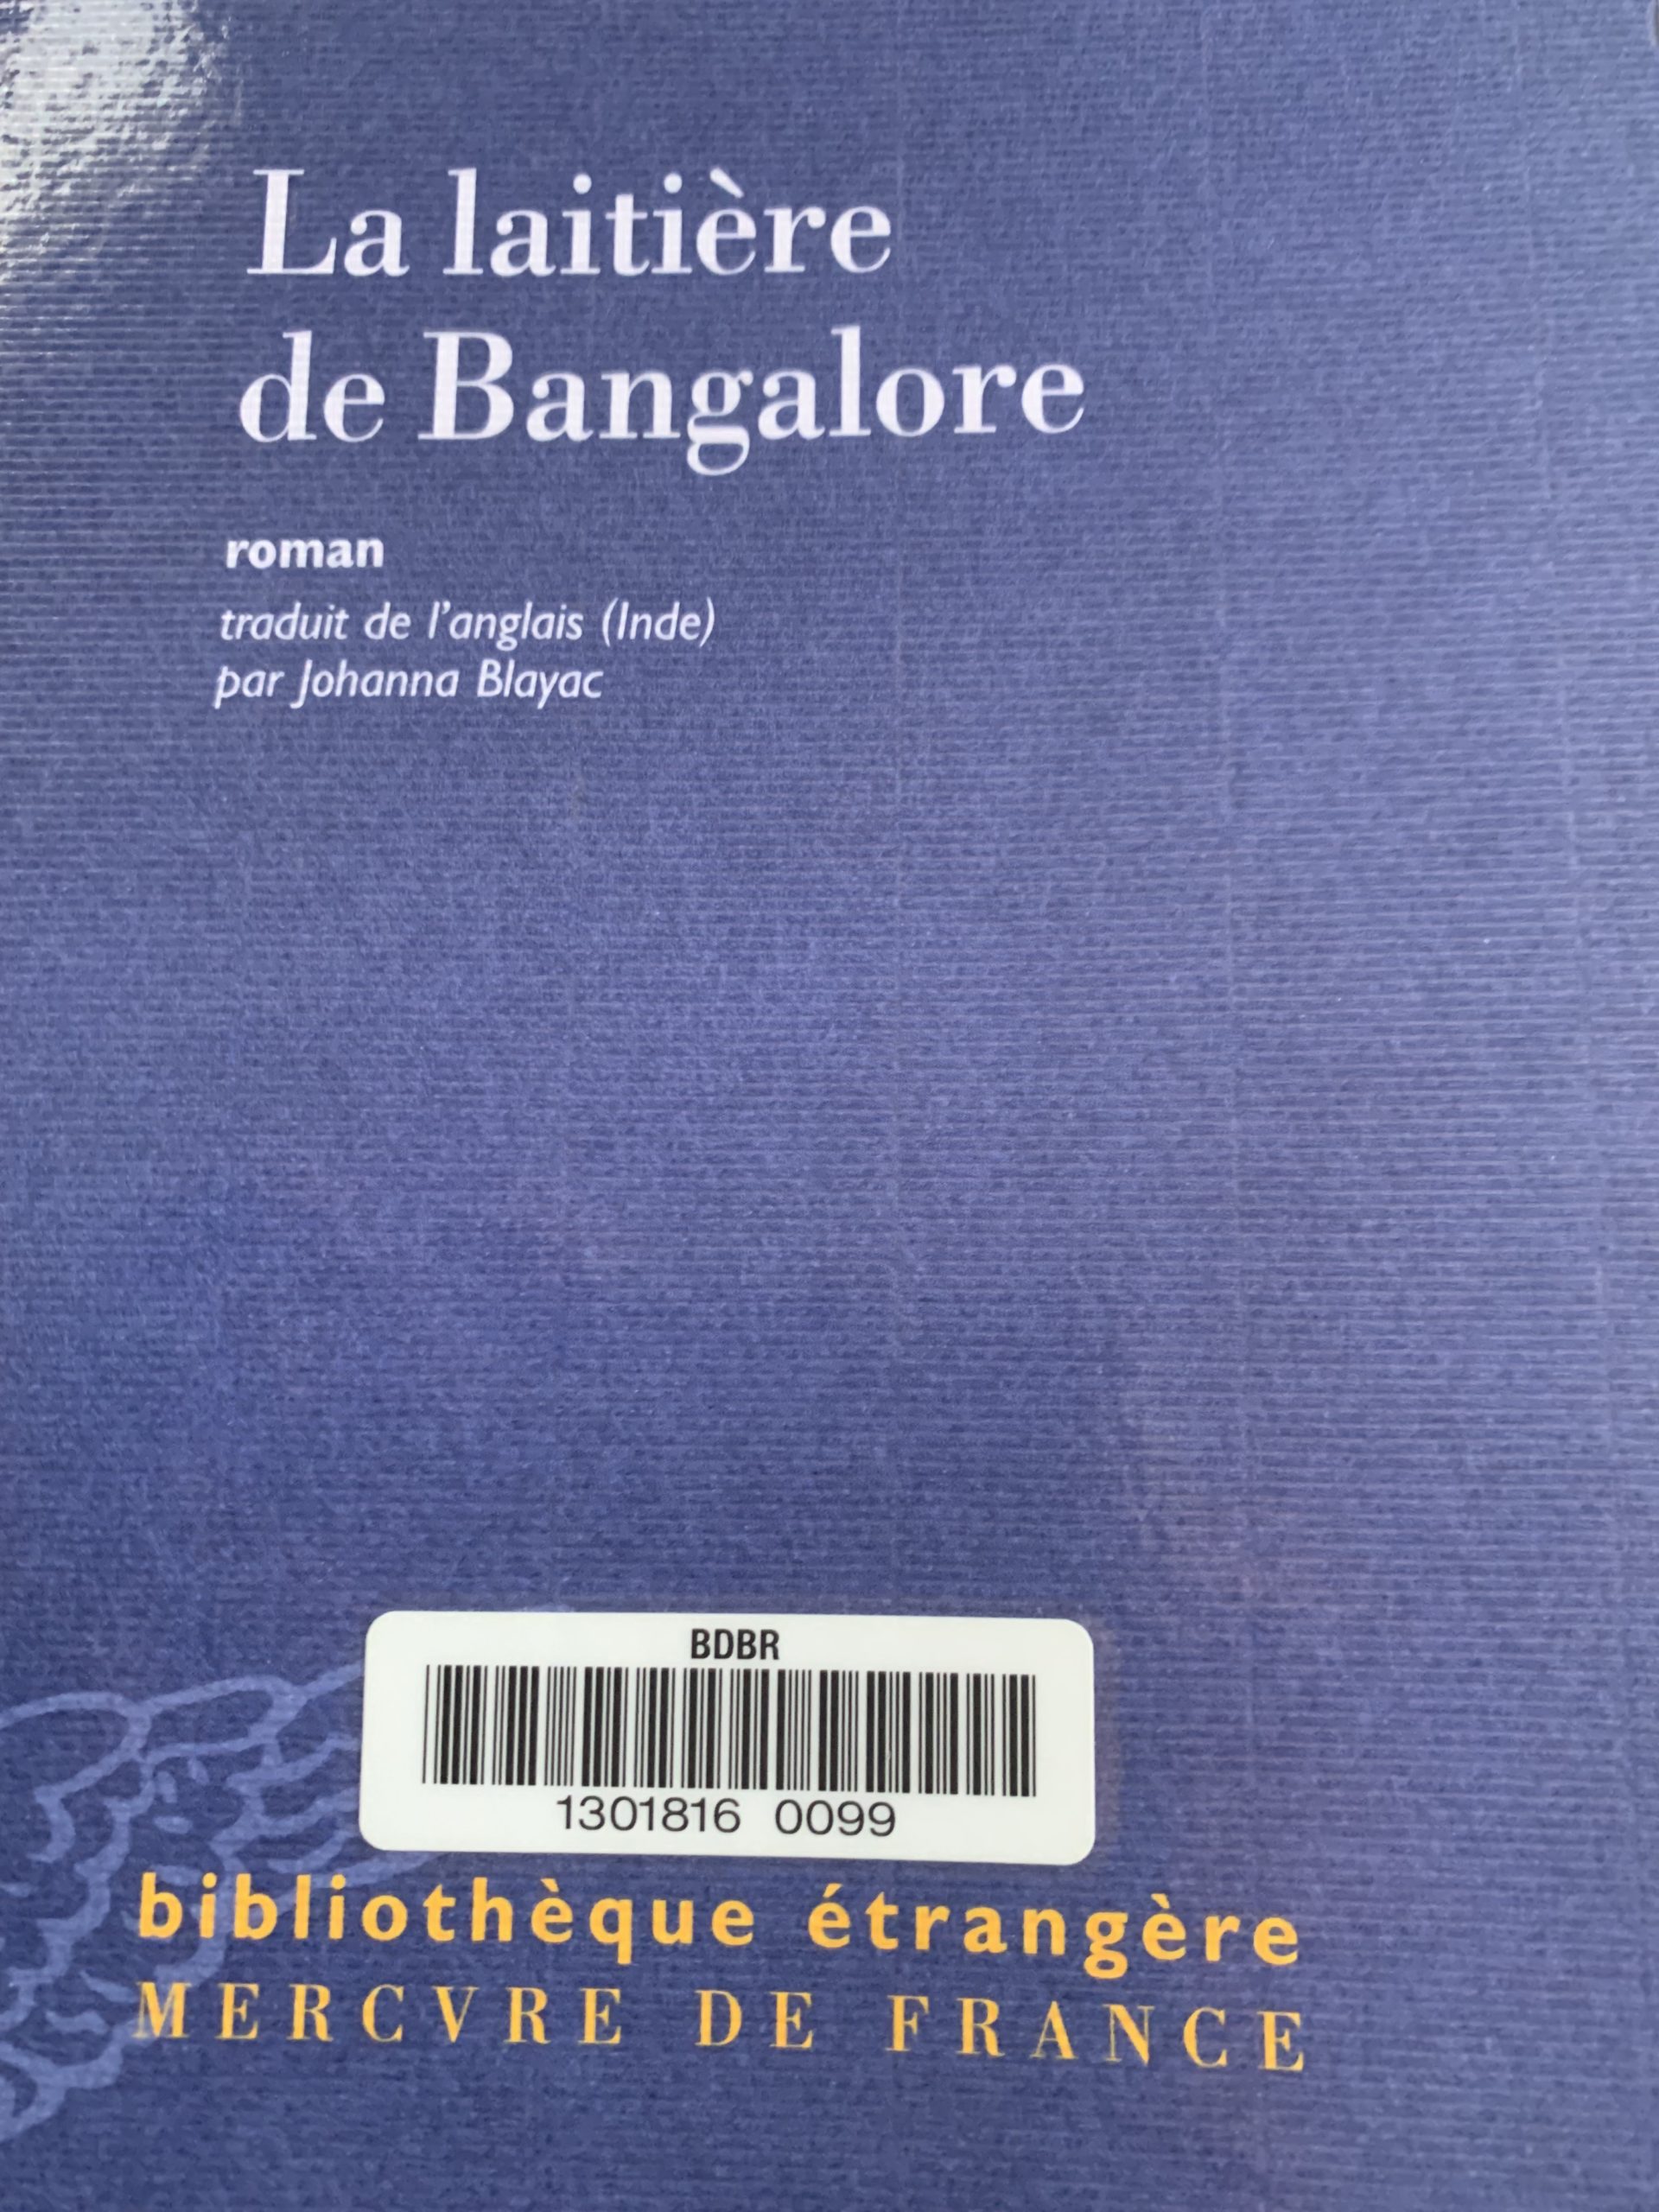 La laitière
de Bangalore
roman
traduit de l'anglais (Inde)
par Johanna Blayac
BDBR
1301816 0099
bibliothèque étrangère
MERCVRE DE FRANCE